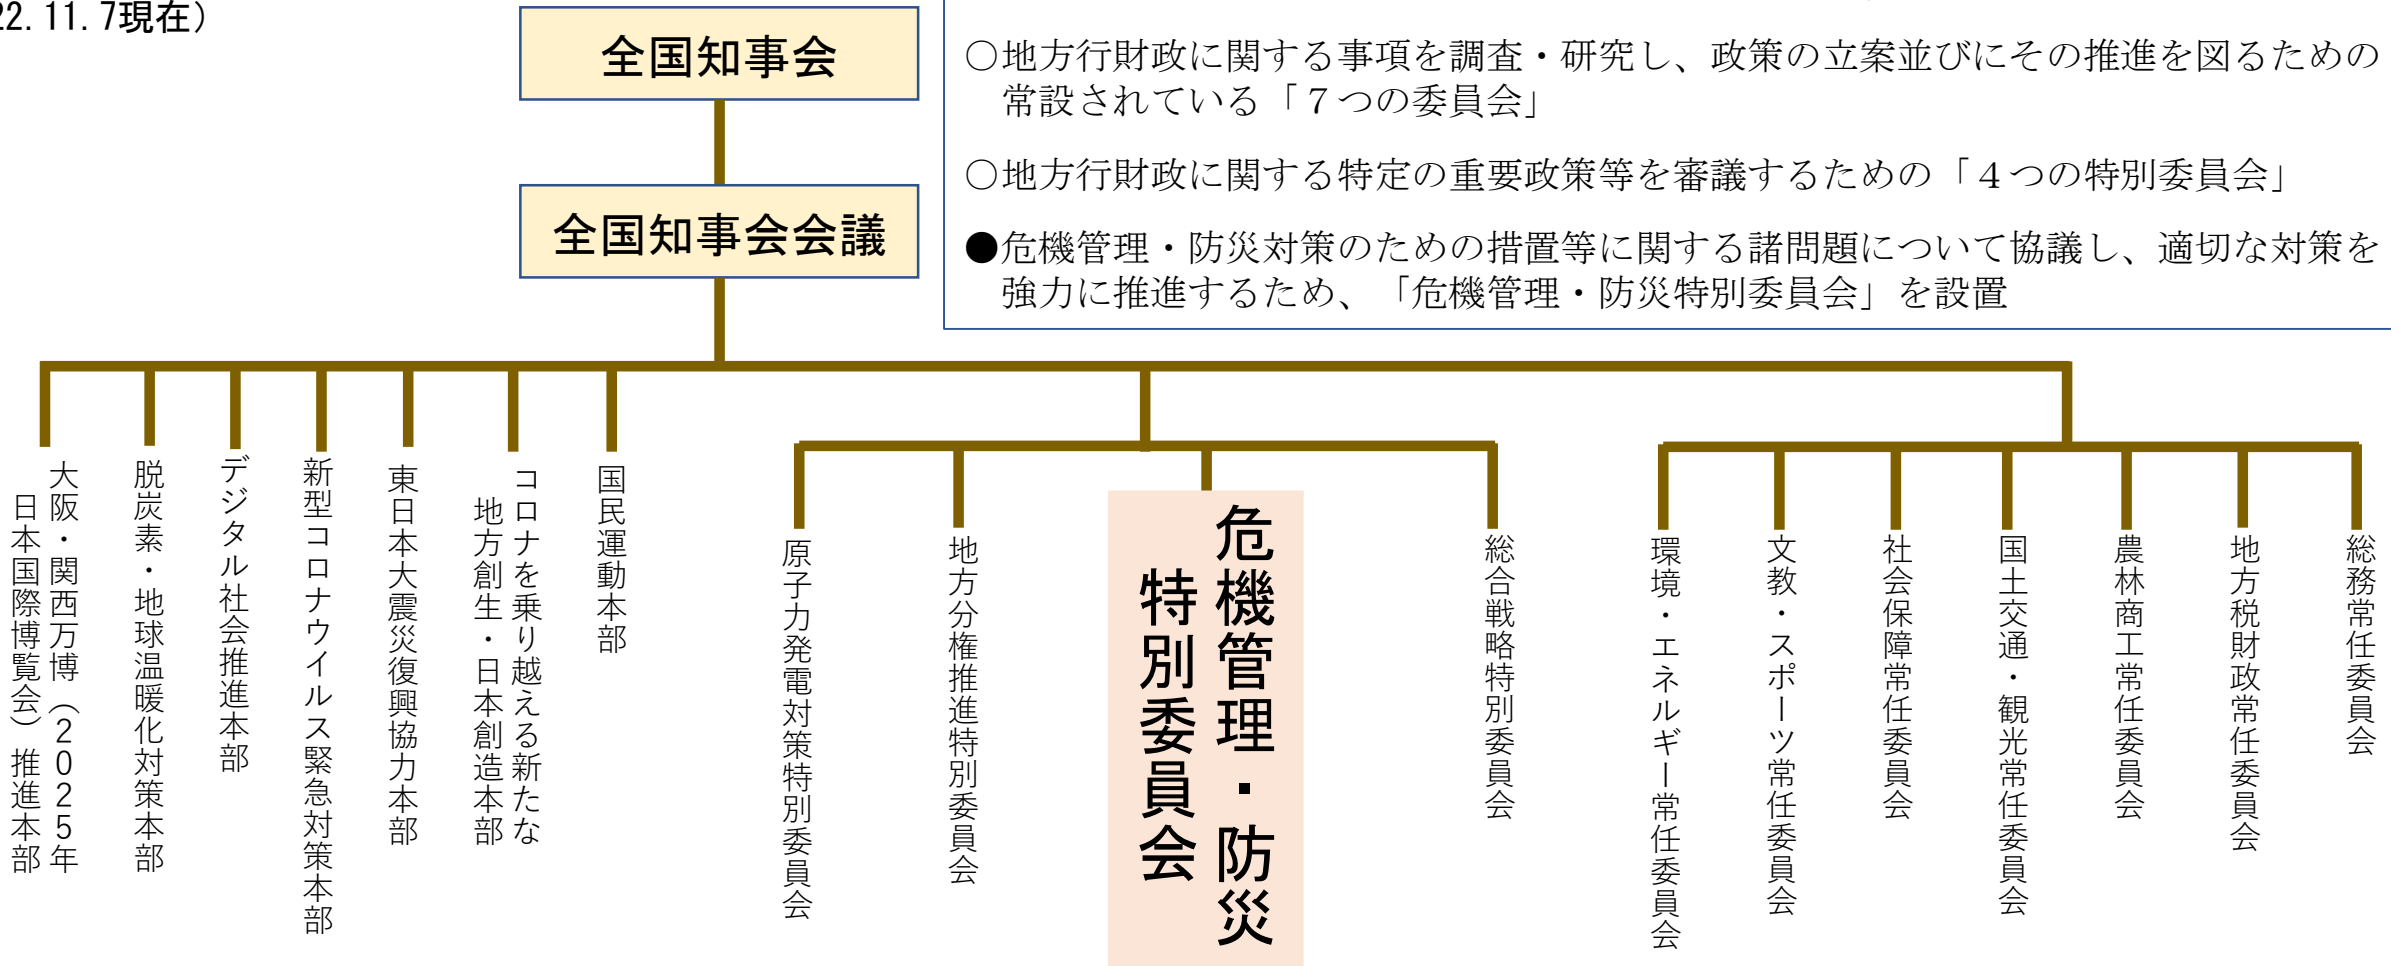 22.11.7現在）
全国知事会
全国知事会会議
○地方行財政に関する事項を調査・研究し、政策の立案並びにその推進を図るための
常設されている「７つの委員会」
○地方行財政に関する特定の重要政策等を審議するための「４つの特別委員会」
●危機管理・防災対策のための措置等に関する諸問題について協議し、適切な対策を
強力に推進するため、「危機管理・防災特別委員会」を設置
総務常任委員会
地方税財政常任委員会
農林商工常任委員会
国土交通・観光常任委員会
社会保障常任委員会
文教・スポーツ常任委員会
環境・エネルギー常任委員会
総合戦略特別委員会
危機管理・防災
特別委員会
地方分権推進特別委員会
原子力発電対策特別委員会
国民運動本部
コロナを乗り越える新たな
地方創生・日本創造本部
東日本大震災復興協力本部
新型コロナウイルス緊急対策本部
デジタル社会推進本部
脱炭素・地球温暖化対策本部
大阪・関西万博（２０２５年
日本国際博覧会）推進本部